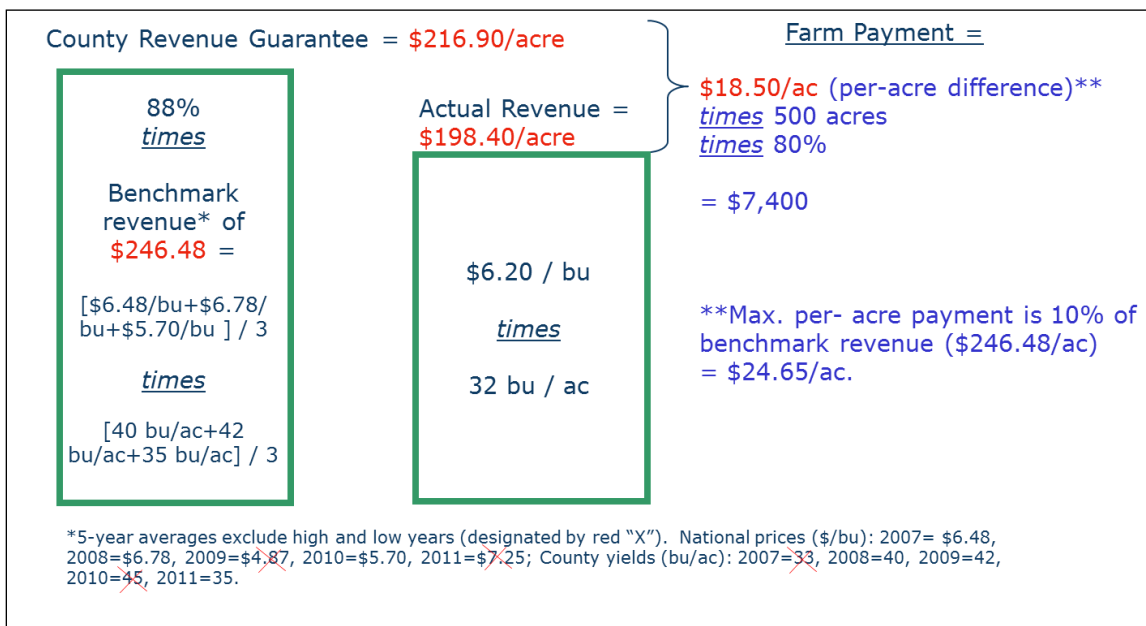 County Revenue Guarantee = $216.90/acre
88%
times
Benchmark
revenue* of
$246.48 =
[$6.48/bu+$6.78/
bu+$5.70/bu ] / 3
times
[40 bu/ac+42
bu/ac+35 bu/ac] / 3
Actual Revenue =
$198.40/acre
$6.20 / bu
times
32 bu / ac
Farm Payment =
$18.50/ac (per-acre difference)**
times 500 acres
times 80%
= $7,400
**Max. per- acre payment is 10% of
benchmark revenue ($246.48/ac)
= $24.65/ac.
*5-year averages exclude high and low years (designated by red “X”).  National prices ($/bu): 2007= $6.48,
2008=$6.78, 2009=$4.87, 2010=$5.70, 2011=$7.25; County yields (bu/ac): 2007=33, 2008=40, 2009=42,
2010=45, 2011=35.